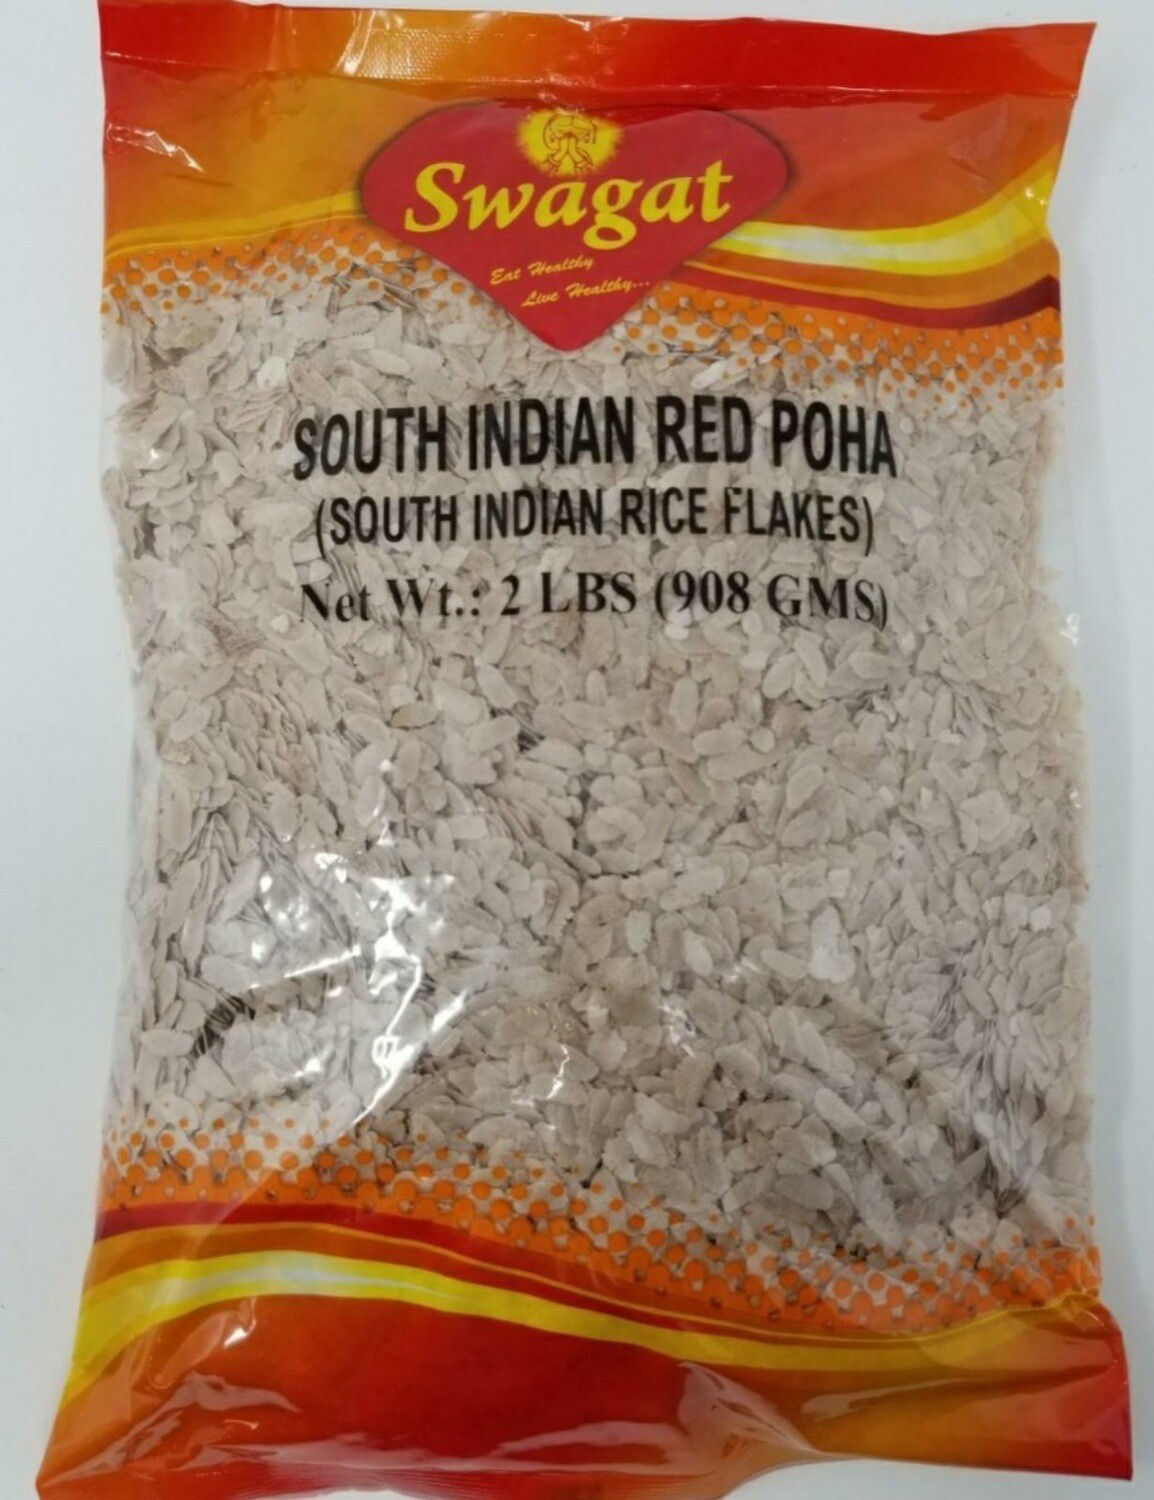 Swagat
Eat Healthy
Live Healthy...
SOUTH INDIAN RED POHA
(SOUTH INDIAN RICE FLAKES)
Net Wt.: 2 LBS (908 GMS)